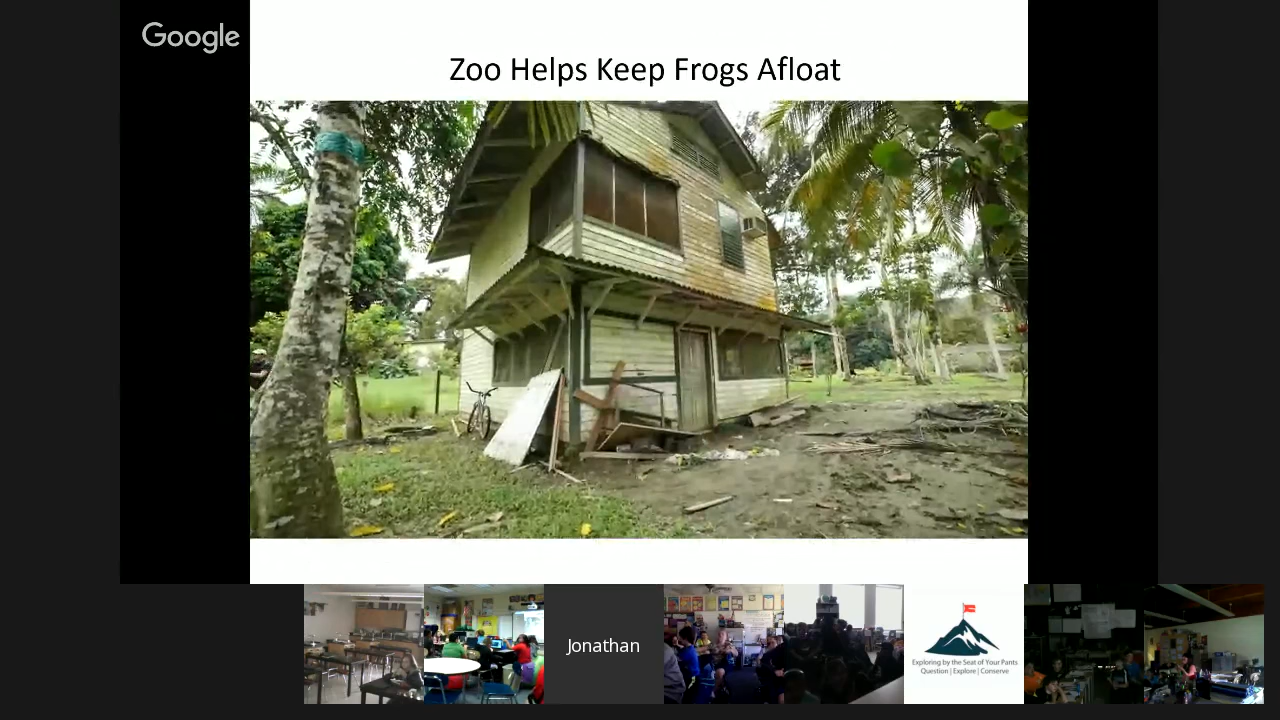 Google
Zoo Helps Keep Frogs Afloat
Jonathan
Exploring by the Seat of Your Pants
Question | Explore | Conserve